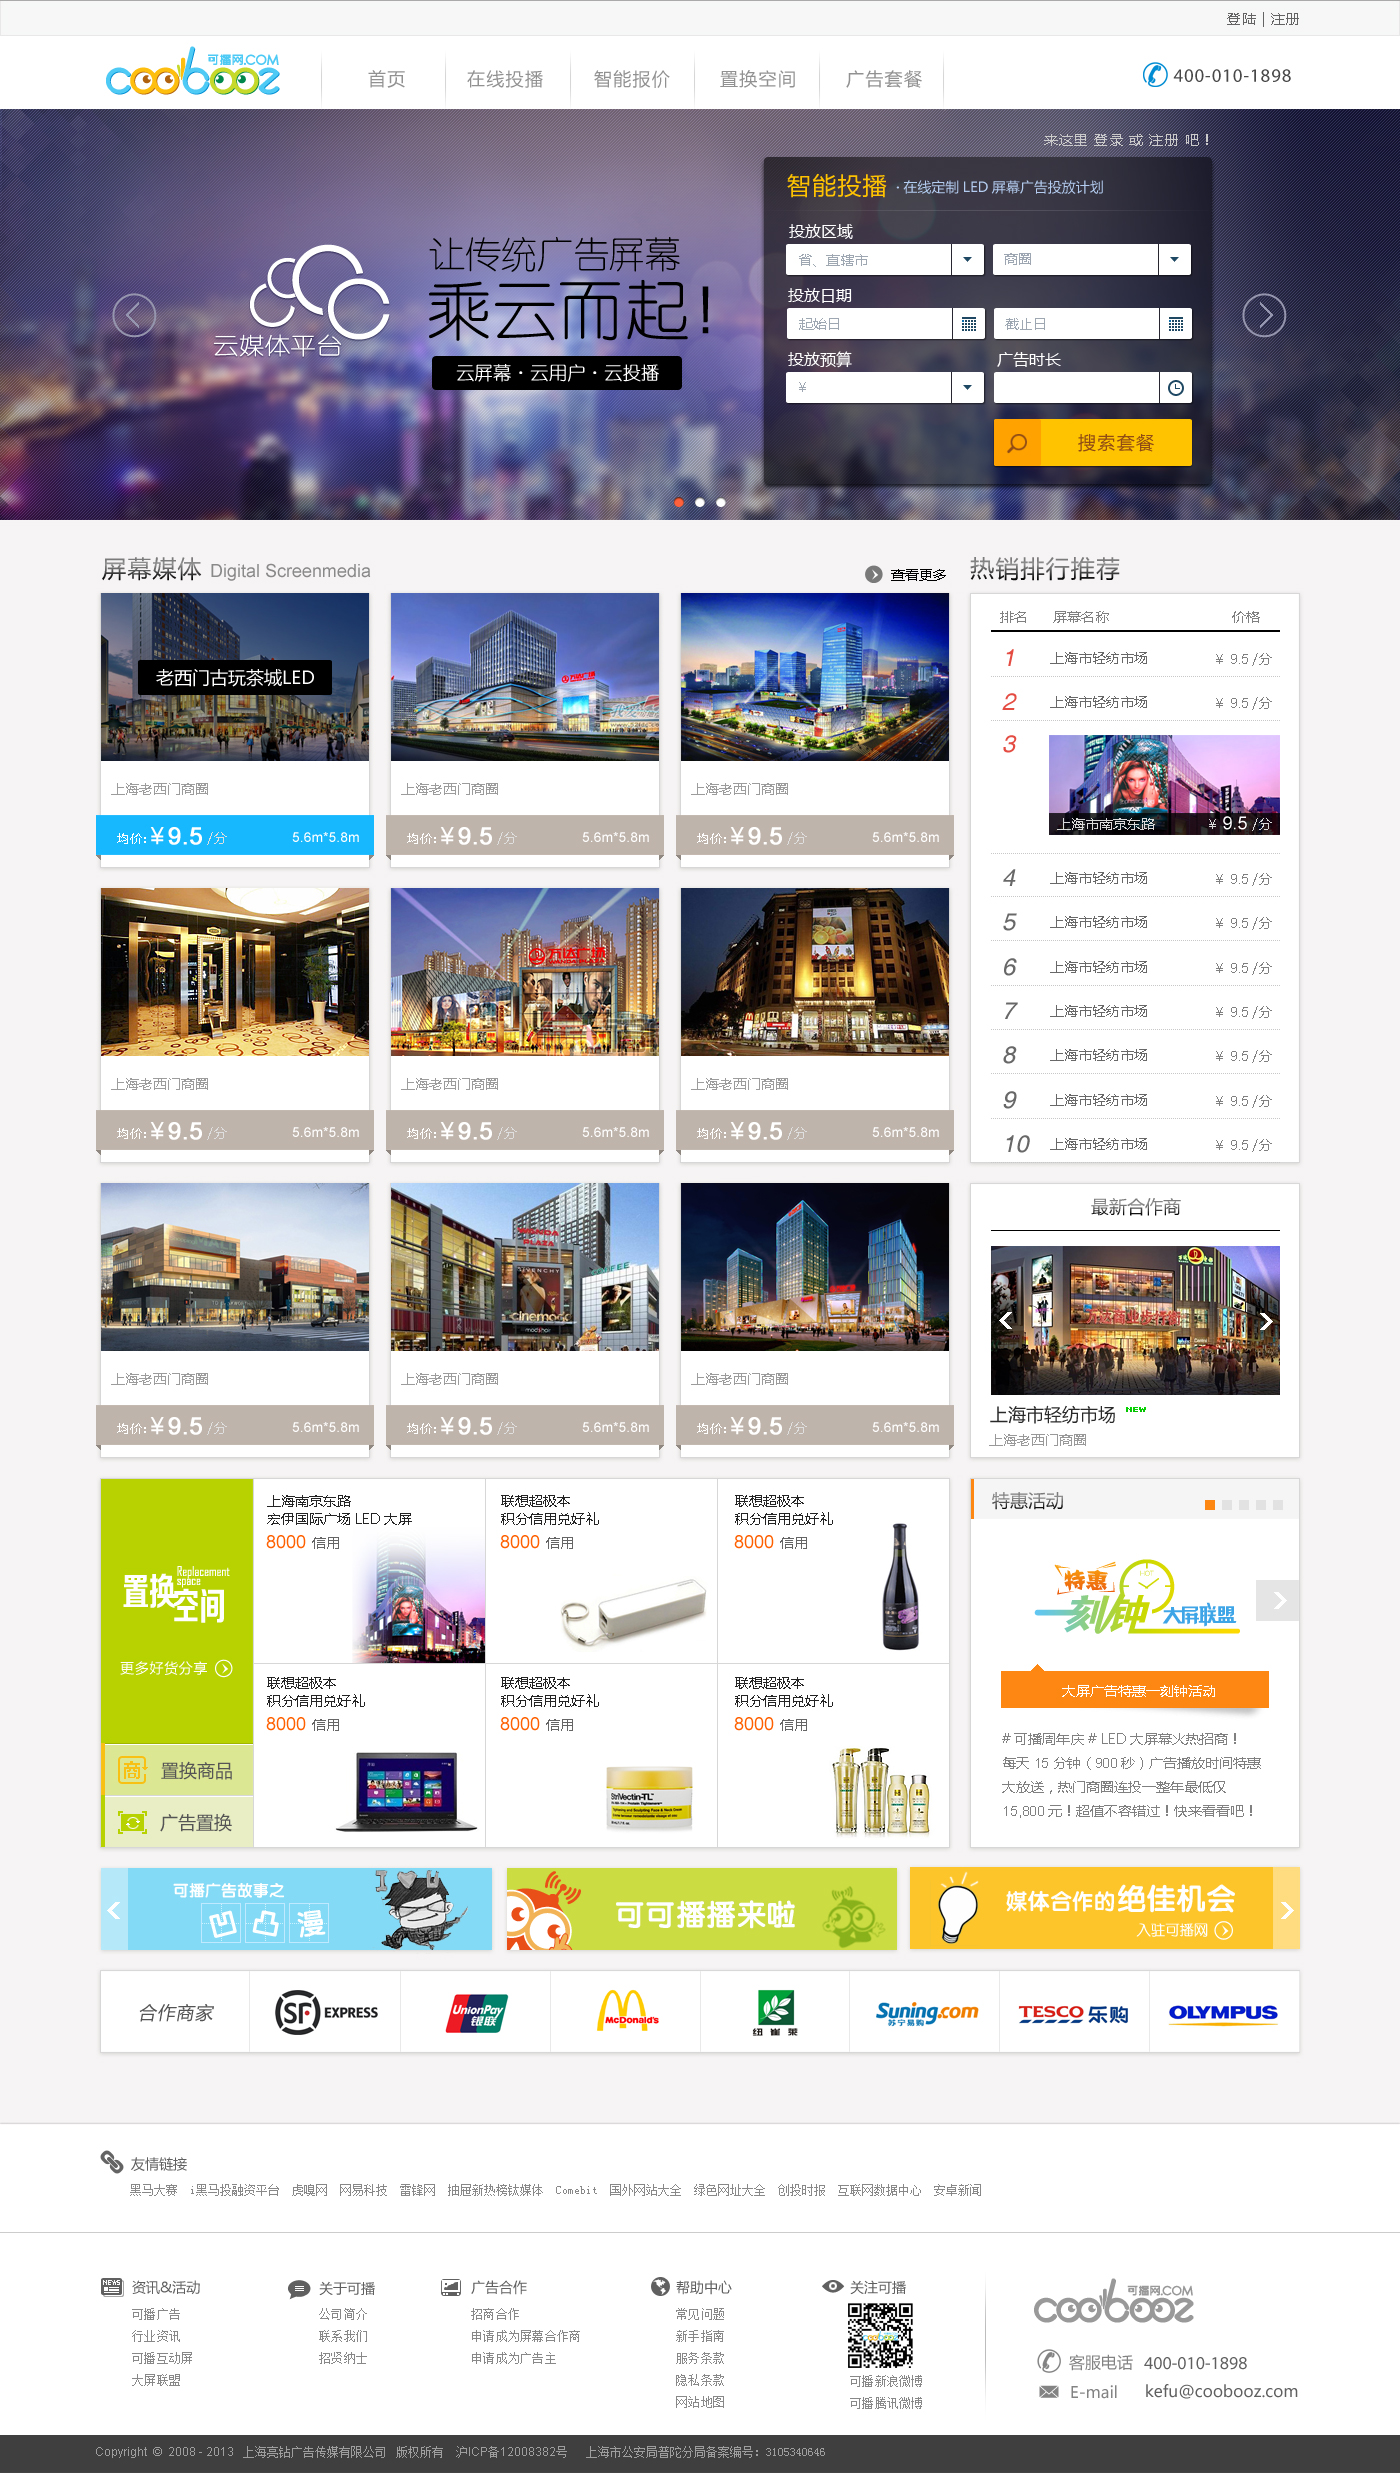 登陆 | 注册
可播网.COM
coobooz
首页 在线投播 智能报价 置换空间 广告套餐
400-010-1898
来这里 登录 或 注册 吧！
让传统广告屏幕
乘云而起！
云媒体平台
云屏幕·云用户·云投播
智能投播 ·在线定制 LED 屏幕广告投放计划
投放区域
省、直辖市 商圈
投放日期
起始日 截止日
投放预算 广告时长
¥
搜索套餐
屏幕媒体 Digital Screenmedia
查看更多
老西门古玩茶城LED
上海老西门商圈 上海老西门商圈 上海老西门商圈
均价:¥9.5 /分 5.6m*5.8m 均价:¥9.5 /分 5.6m*5.8m 均价:¥9.5 /分 5.6m*5.8m
万达广场
WANDA PLAZA
上海老西门商圈 上海老西门商圈 上海老西门商圈
均价:¥9.5 /分 5.6m*5.8m 均价:¥9.5 /分 5.6m*5.8m 均价:¥9.5 /分 5.6m*5.8m
WANDA
PLAZA
GIVENCHY
cinemark
上海老西门商圈 上海老西门商圈 上海老西门商圈
均价:¥9.5 /分 5.6m*5.8m 均价:¥9.5 /分 5.6m*5.8m 均价:¥9.5 /分 5.6m*5.8m
热销排行推荐
排名 屏幕名称 价格
1 上海市轻纺市场 ¥ 9.5 /分
2 上海市轻纺市场 ¥ 9.5 /分
3
上海市南京东路 ¥ 9.5 /分
4 上海市轻纺市场 ¥ 9.5 /分
5 上海市轻纺市场 ¥ 9.5 /分
6 上海市轻纺市场 ¥ 9.5 /分
7 上海市轻纺市场 ¥ 9.5 /分
8 上海市轻纺市场 ¥ 9.5 /分
9 上海市轻纺市场 ¥ 9.5 /分
10 上海市轻纺市场 ¥ 9.5 /分
最新合作商
上海市轻纺市场 NEW
上海老西门商圈
置换空间
Replacement
space
更多好货分享
置换商品
广告置换
上海南京东路
宏伊国际广场 LED 大屏
8000 信用
联想超极本
积分信用兑好礼
8000 信用
联想超极本
积分信用兑好礼
8000 信用
联想超极本
积分信用兑好礼
8000 信用
联想超极本
积分信用兑好礼
8000 信用
StriVectin-TL
联想超极本
积分信用兑好礼
8000 信用
特惠活动
特惠
HOT
一刻钟 大屏联盟
大屏广告特惠一刻钟活动
# 可播周年庆 # LED 大屏幕火热招商！
每天 15 分钟（900 秒）广告播放时间特惠
大放送，热门商圈连投一整年最低仅
15,800 元！超值不容错过！快来看看吧！
可播广告故事之
凹 凸 漫
I U
可可播播来啦
媒体合作的绝佳机会
入驻可播网
合作商家
SF EXPRESS
UnionPay
银联
McDonald's
纽崔莱
Suning.com
苏宁易购
TESCO 乐购
OLYMPUS
友情链接
黑马大赛 i黑马投融资平台 虎嗅网 网易科技 雷锋网 抽屉新热榜钛媒体 Comebit 国外网站大全 绿色网址大全 创投时报 互联网数据中心 安卓新闻
NEWS
资讯&活动
可播广告
行业资讯
可播互动屏
大屏联盟
关于可播
公司简介
联系我们
招贤纳士
广告合作
招商合作
申请成为屏幕合作商
申请成为广告主
帮助中心
常见问题
新手指南
服务条款
隐私条款
网站地图
关注可播
可播新浪微博
可播腾讯微博
可播网.COM
coobooz
客服电话 400-010-1898
E-mail kefu@coobooz.com
Copyright © 2008 - 2013 上海亮钻广告传媒有限公司 版权所有 沪ICP备12008382号 上海市公安局普陀分局备案编号: 3105340646